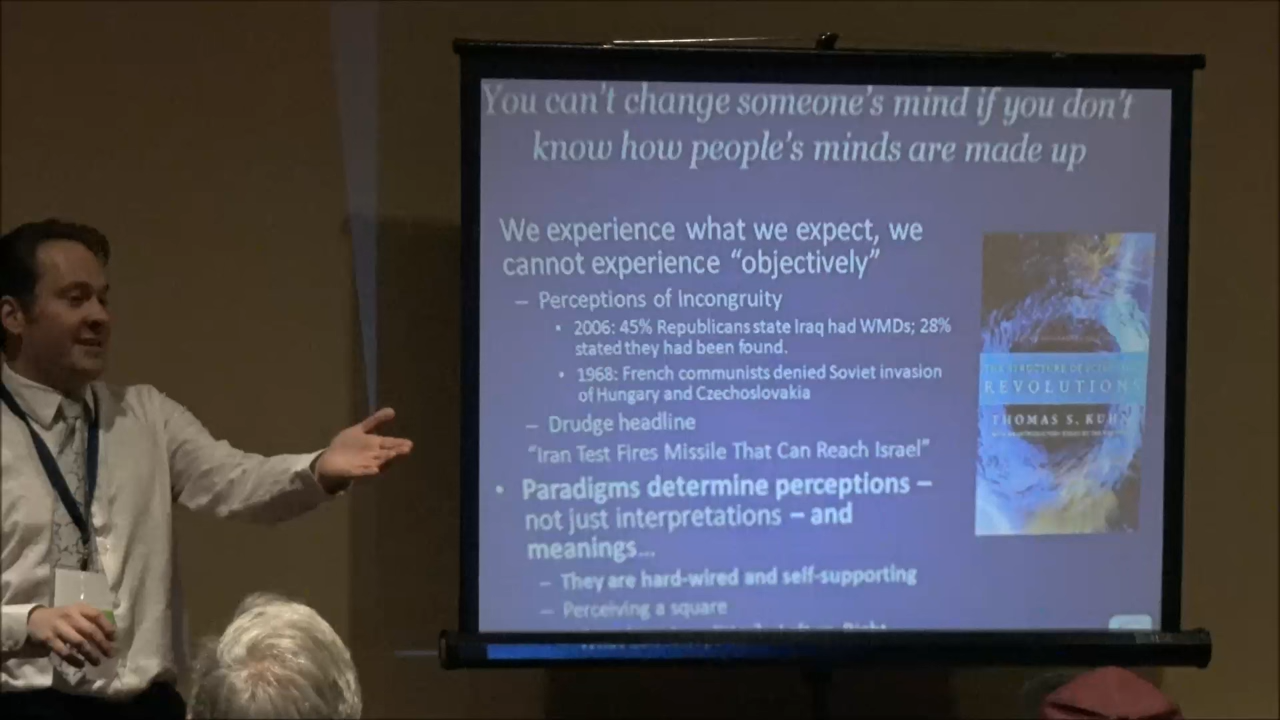 You can't change someone's mind if you don't
know how people's minds are made up
We experience what we expect, we
cannot experience “objectively”
– Perceptions of Incongruity
• 2006: 45% Republicans state Iraq had WMDs; 28%
stated they had been found.
• 1968: French communists denied Soviet invasion
of Hungary and Czechoslovakia
– Drudge headline
“Iran Test Fires Missile That Can Reach Israel”
• Paradigms determine perceptions –
not just interpretations – and
meanings...
– They are hard-wired and self-supporting
– Perceiving a square
THE STRUCTURE OF SCIENTIFIC
REVOLUTIONS
THOMAS S. KUHN